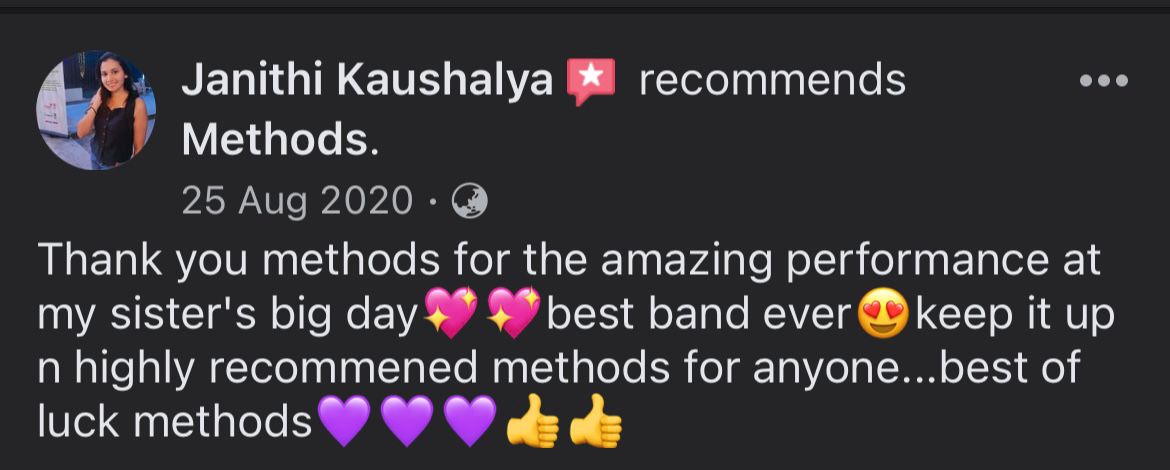 Janithi Kaushalya recommends
Methods.
25 Aug 2020 ·
Thank you methods for the amazing performance at
my sister's big day💖💖best band ever😍keep it up
n highly recommened methods for anyone...best of
luck methods💜💜💜👍👍